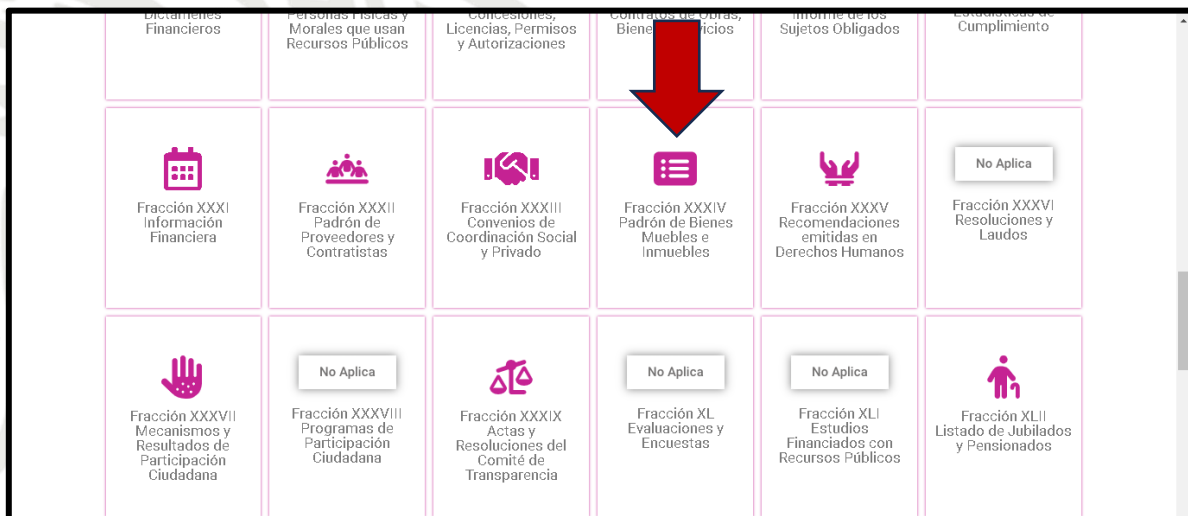 Dictámenes
Financieros
Personas Físicas y
Morales que usan
Recursos Públicos
Concesiones,
Licencias, Permisos
y Autorizaciones
Contratos de Obras,
Informe de los
Sujetos Obligados
Estadísticas de
Cumplimiento
Fracción XXXI
Información
Financiera
Fracción XXXII
Padrón de
Proveedores y
Contratistas
Fracción XXXIII
Convenios de
Coordinación Social
y Privado
Fracción XXXIV
Padrón de Bienes
Muebles e
Inmuebles
Fracción XXXV
Recomendaciones
emitidas en
Derechos Humanos
No Aplica
Fracción XXXVI
Resoluciones y
Laudos
Fracción XXXVII
Mecanismos y
Resultados de
Participación
Ciudadana
No Aplica
Fracción XXXVIII
Programas de
Participación
Ciudadana
Fracción XXXIX
Actas y
Resoluciones del
Comité de
Transparencia
No Aplica
Fracción XL
Evaluaciones y
Encuestas
No Aplica
Fracción XLI
Estudios
Financiados con
Recursos Públicos
Fracción XLII
Listado de Jubilados
y Pensionados